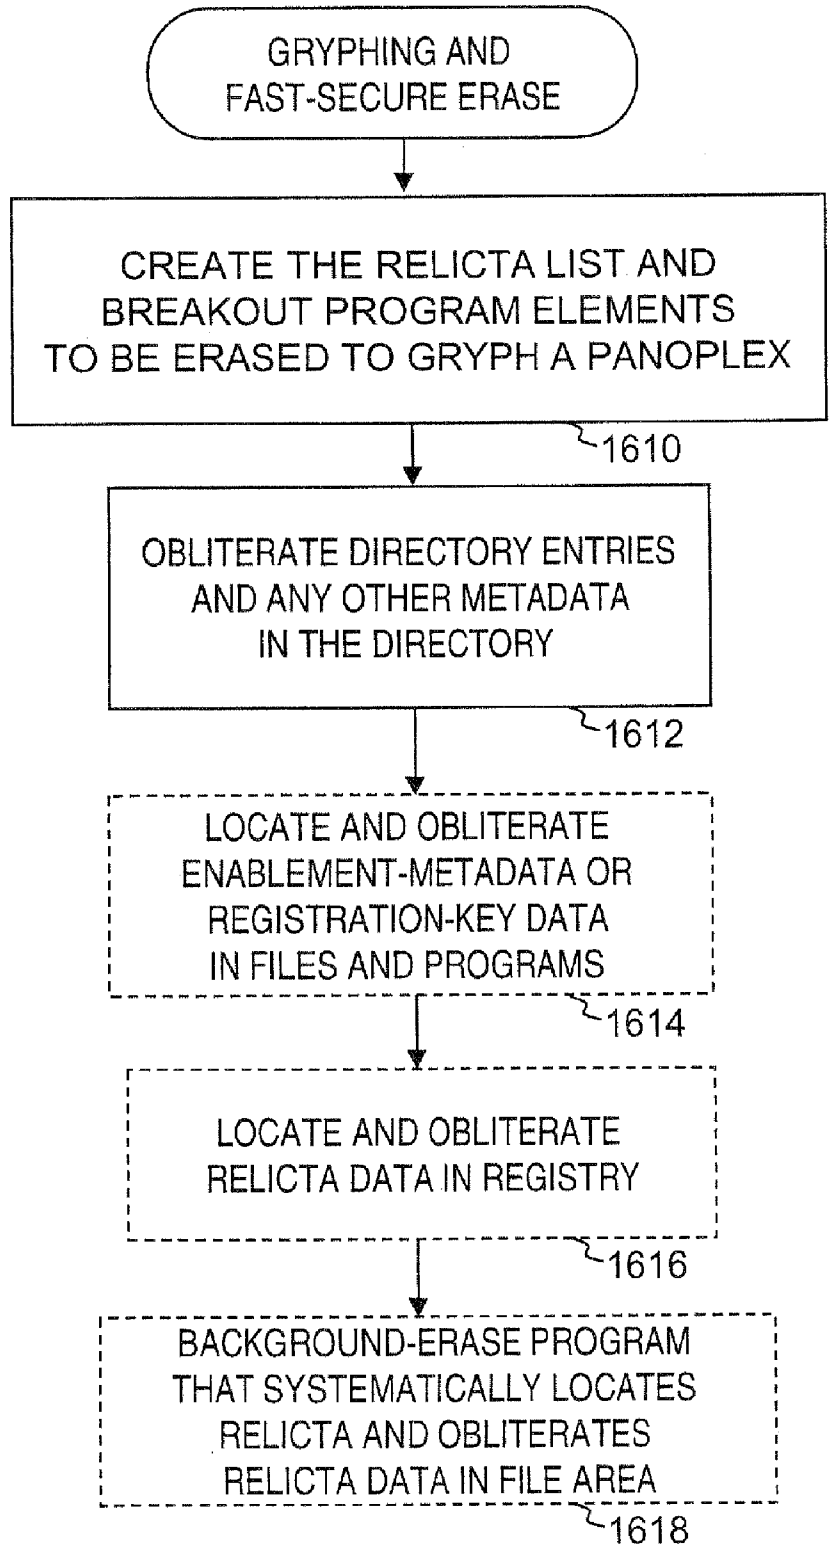 GRYPHING AND
FAST-SECURE ERASE
CREATE THE RELICTA LIST AND
BREAKOUT PROGRAM ELEMENTS
TO BE ERASED TO GRYPH A PANOPLEX
1610
OBLITERATE DIRECTORY ENTRIES
AND ANY OTHER METADATA
IN THE DIRECTORY
1612
LOCATE AND OBLITERATE
ENABLEMENT-METADATA OR
REGISTRATION-KEY DATA
IN FILES AND PROGRAMS
1614
LOCATE AND OBLITERATE
RELICTA DATA IN REGISTRY
1616
BACKGROUND-ERASE PROGRAM
THAT SYSTEMATICALLY LOCATES
RELICTA AND OBLITERATES
RELICTA DATA IN FILE AREA
1618